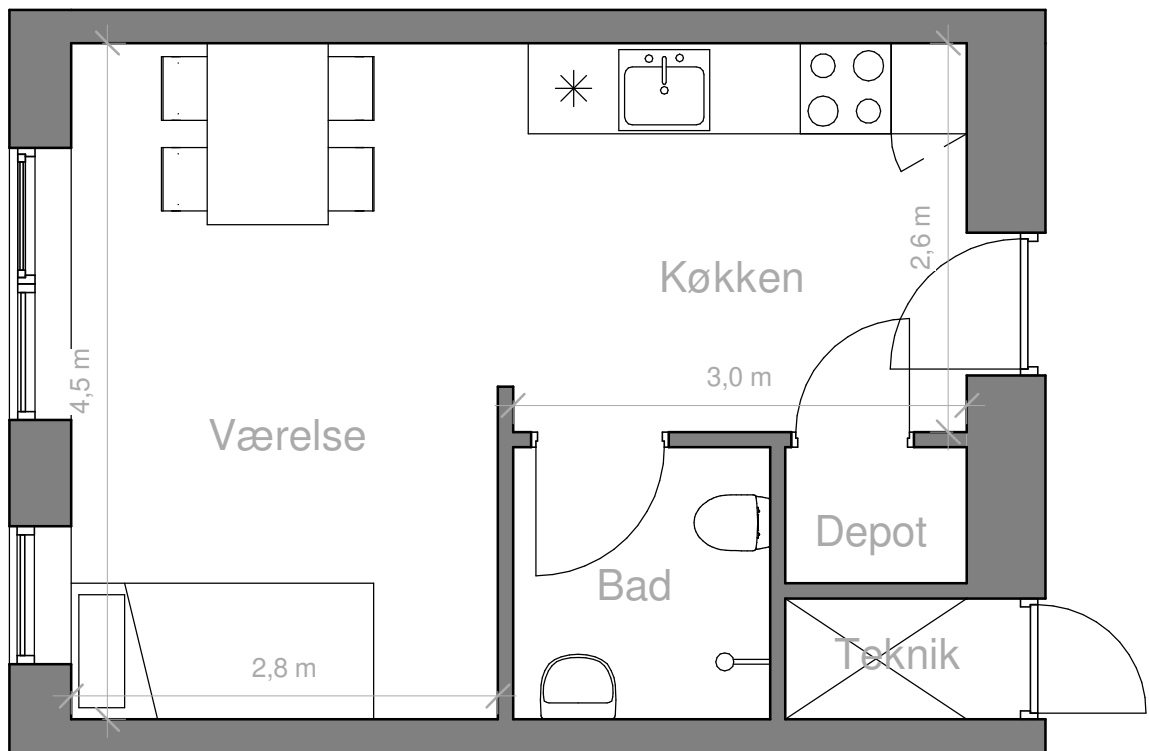 2,6 m
Køkken
4,5 m
3,0 m
Værelse
Depot
Bad
Teknik
2,8 m